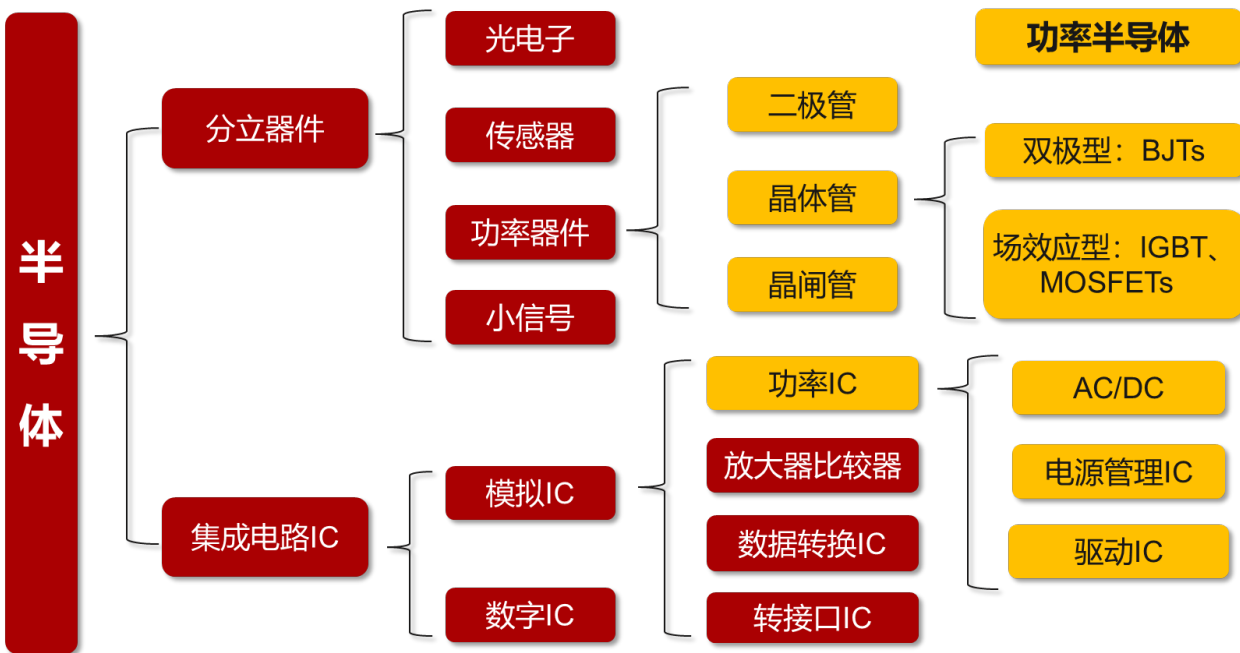 半导体
分立器件
集成电路IC
光电子
传感器
功率器件
小信号
模拟IC
数字IC
二极管
晶体管
晶闸管
功率IC
放大器比较器
数据转换IC
转接口IC
功率半导体
双极型：BJTs
场效应型：IGBT、
MOSFETs
AC/DC
电源管理IC
驱动IC